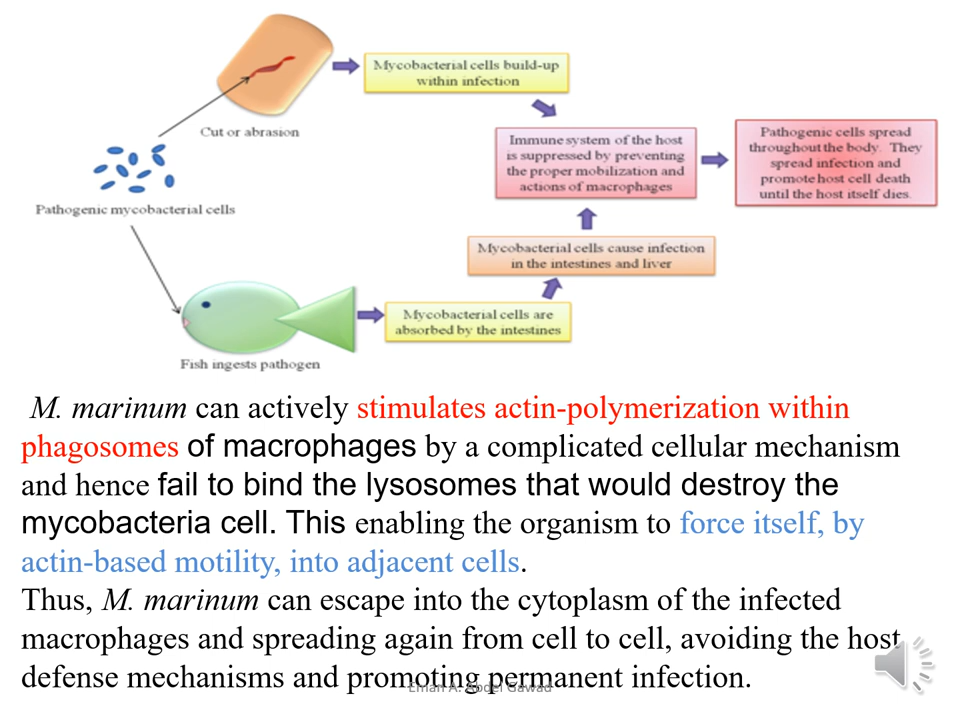 Mycobacterial cells build-up
within infection
Cut or abrasion
Immune system of the host
is suppressed by preventing
the proper mobilization and
actions of macrophages
Pathogenic cells spread
throughout the body. They
spread infection and
promote host cell death
until the host itself dies.
Pathogenic mycobacterial cells
Mycobacterial cells cause infection
in the intestines and liver
Mycobacterial cells are
absorbed by the intestines
Fish ingests pathogen
M. marinum can actively stimulates actin-polymerization within
phagosomes of macrophages by a complicated cellular mechanism
and hence fail to bind the lysosomes that would destroy the
mycobacteria cell. This enabling the organism to force itself, by
actin-based motility, into adjacent cells.
Thus, M. marinum can escape into the cytoplasm of the infected
macrophages and spreading again from cell to cell, avoiding the host
defense mechanisms and promoting permanent infection.
Eman A. Abdel Gawad